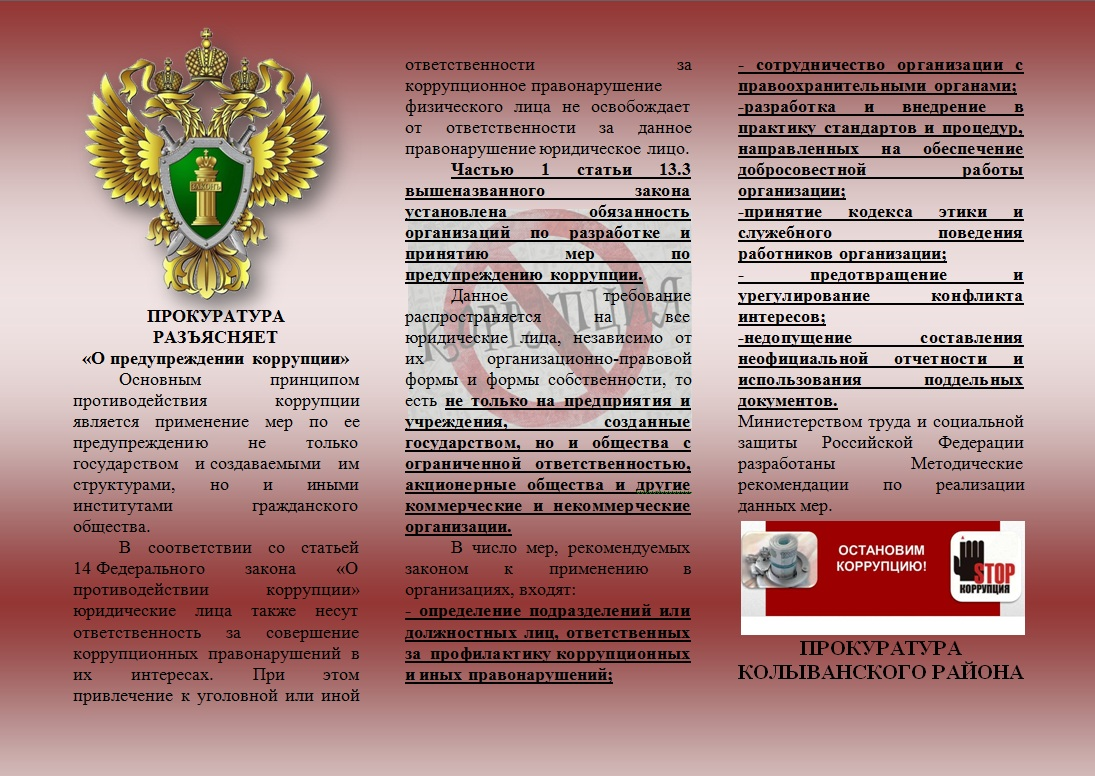 ЗАКОНЪ
ПРОКУРАТУРА
РАЗЪЯСНЯЕТ
«О предупреждении коррупции»
Основным принципом
противодействия коррупции
является применение мер по ее
предупреждению не только
государством и создаваемыми им
структурами, но и иными
институтами гражданского
общества.
В соответствии со статьей
14 Федерального закона «О
противодействии коррупции»
юридические лица также несут
ответственность за совершение
коррупционных правонарушений в
их интересах. При этом
привлечение к уголовной или иной
ответственности за
коррупционное правонарушение
физического лица не освобождает
от ответственности за данное
правонарушение юридическое лицо.
Частью 1 статьи 13.3
вышеназванного закона
установлена обязанность
организаций по разработке и
принятию мер по
предупреждению коррупции.
Данное требование
распространяется на все
юридические лица, независимо от
их организационно-правовой
формы и формы собственности, то
есть не только на предприятия и
учреждения, созданные
государством, но и общества с
ограниченной ответственностью,
акционерные общества и другие
коммерческие и некоммерческие
организации.
В число мер, рекомендуемых
законом к применению в
организациях, входят:
- определение подразделений или
должностных лиц, ответственных
за профилактику коррупционных
и иных правонарушений;
КОРРУПЦИЯ
- сотрудничество организации с
правоохранительными органами;
-разработка и внедрение в
практику стандартов и процедур,
направленных на обеспечение
добросовестной работы
организации;
-принятие кодекса этики и
служебного поведения
работников организации;
- предотвращение и
урегулирование конфликта
интересов;
-недопущение составления
неофициальной отчетности и
использования поддельных
документов.
Министерством труда и социальной
защиты Российской Федерации
разработаны Методические
рекомендации по реализации
данных мер.
ОСТАНОВИМ
КОРРУПЦИЮ!
STOP
КОРРУПЦИЯ
ПРОКУРАТУРА
КОЛЫВАНСКОГО РАЙОНА